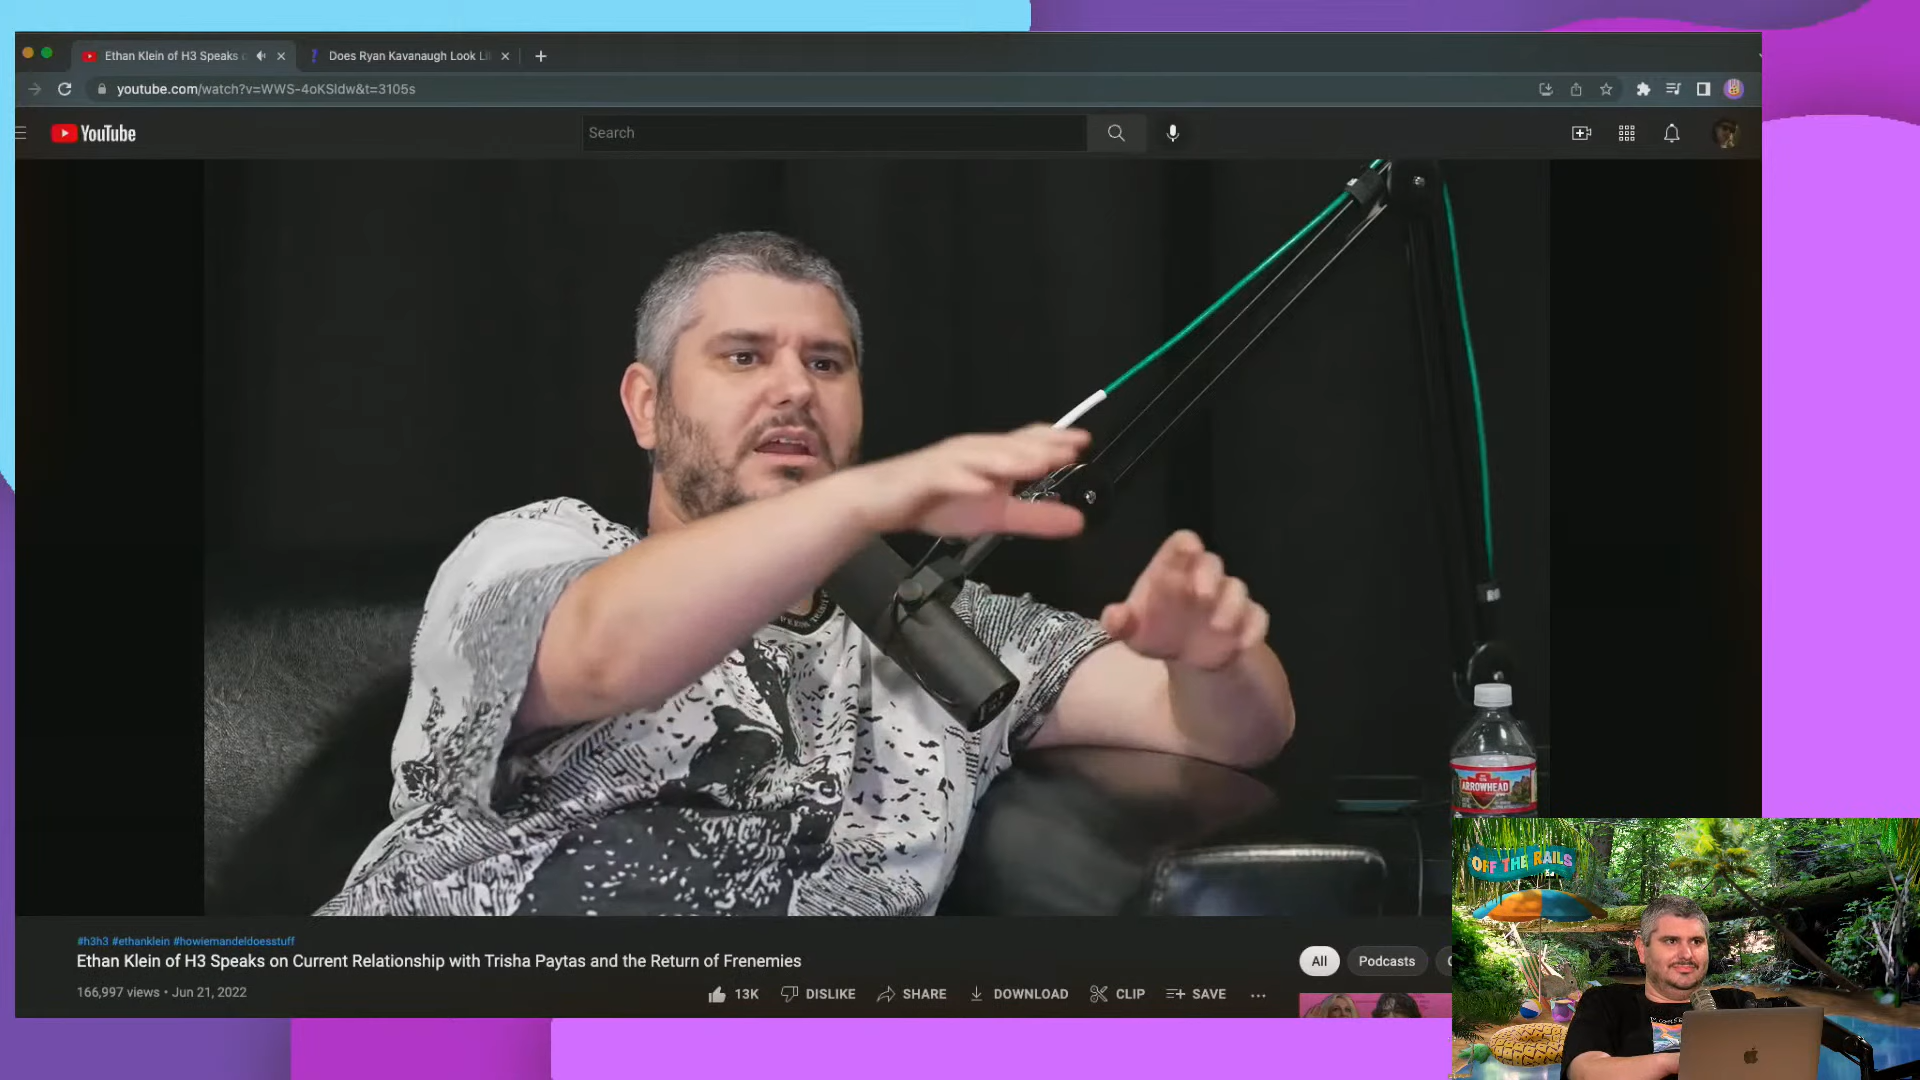 Ethan Klein of H3 Speaks
Does Ryan Kavanaugh Look
youtube.com/watch?v=WWS-4oKSIdw&t=3105s
YouTube
Search
ARROWHEAD
OFF THE RAILS
#h3h3 #ethanklein #howiemandeldoesstuff
Ethan Klein of H3 Speaks on Current Relationship with Trisha Paytas and the Return of Frenemies
All
Podcasts
166,997 views • Jun 21, 2022
13K
DISLIKE
SHARE
DOWNLOAD
CLIP
SAVE